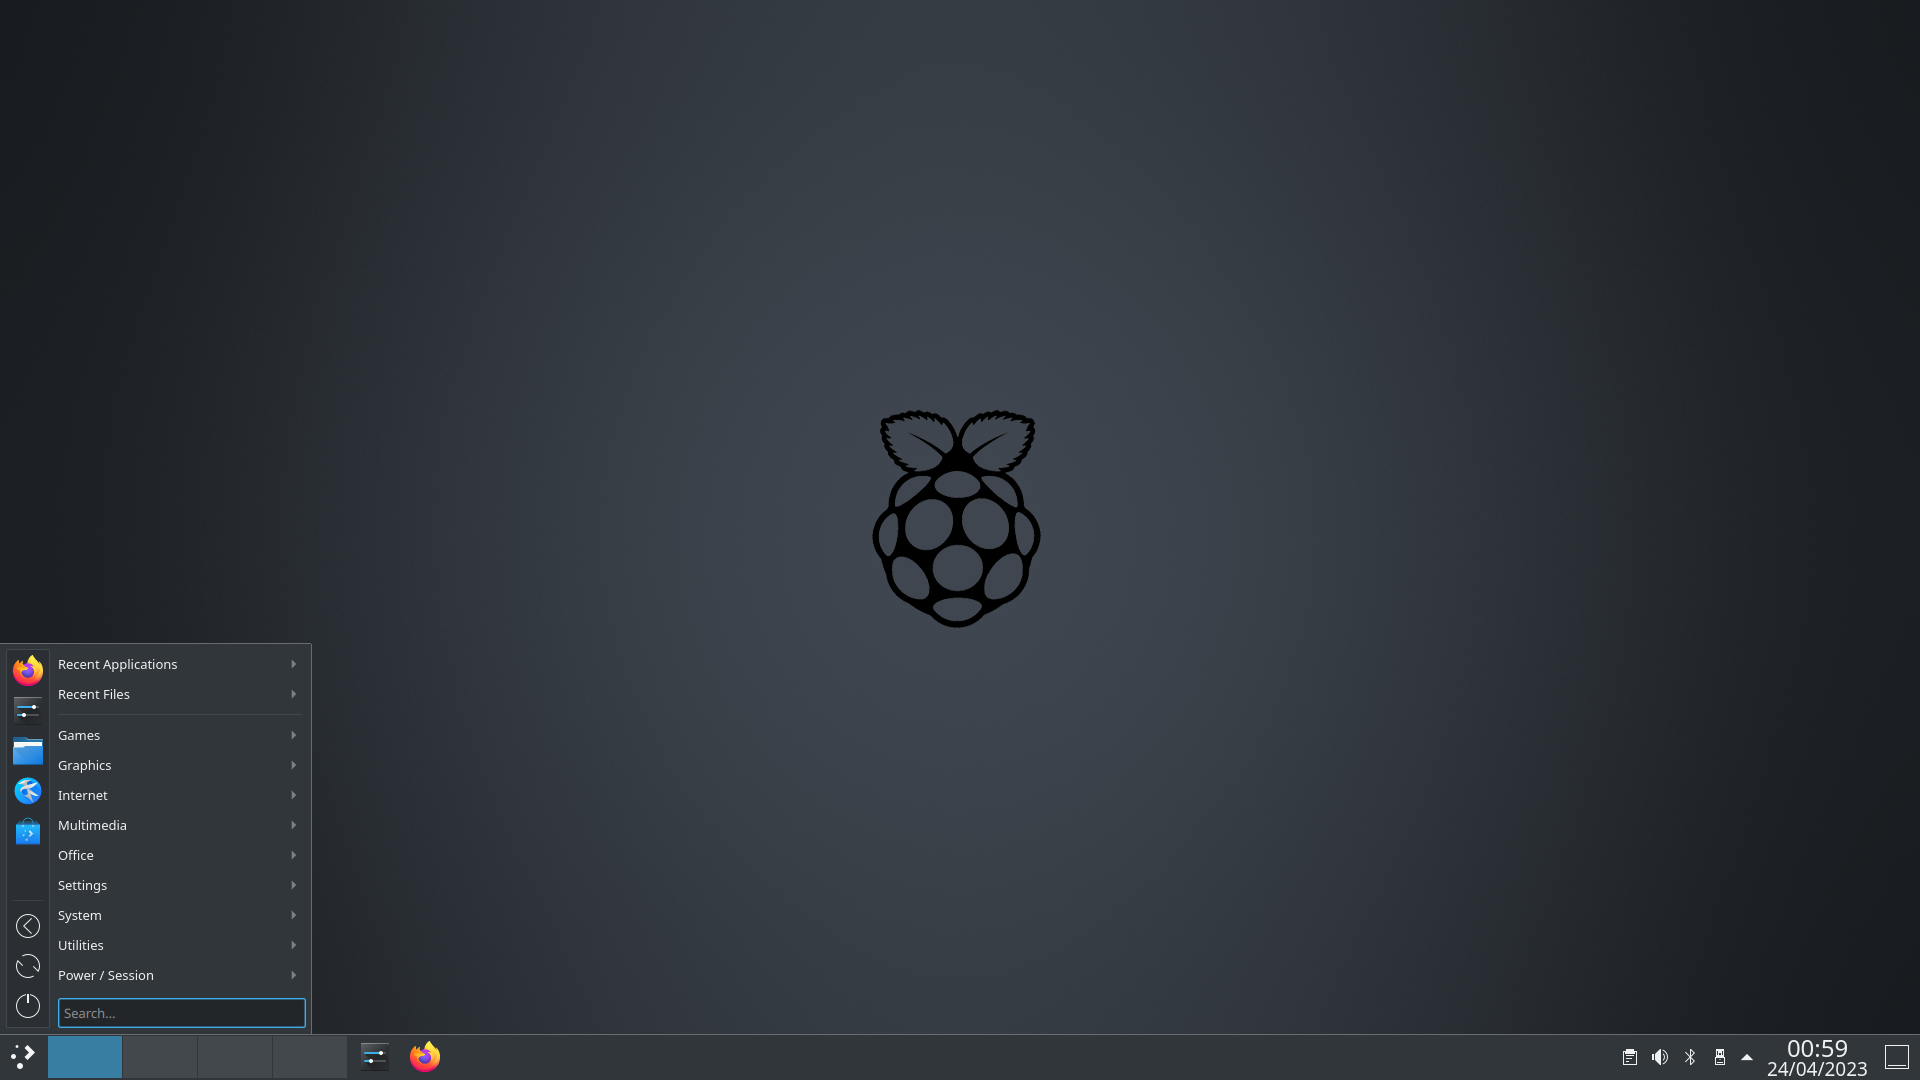 Recent Applications
Recent Files
Games
Graphics
Internet
Multimedia
Office
Settings
System
Utilities
Power / Session
Search...
00:59
24/04/2023